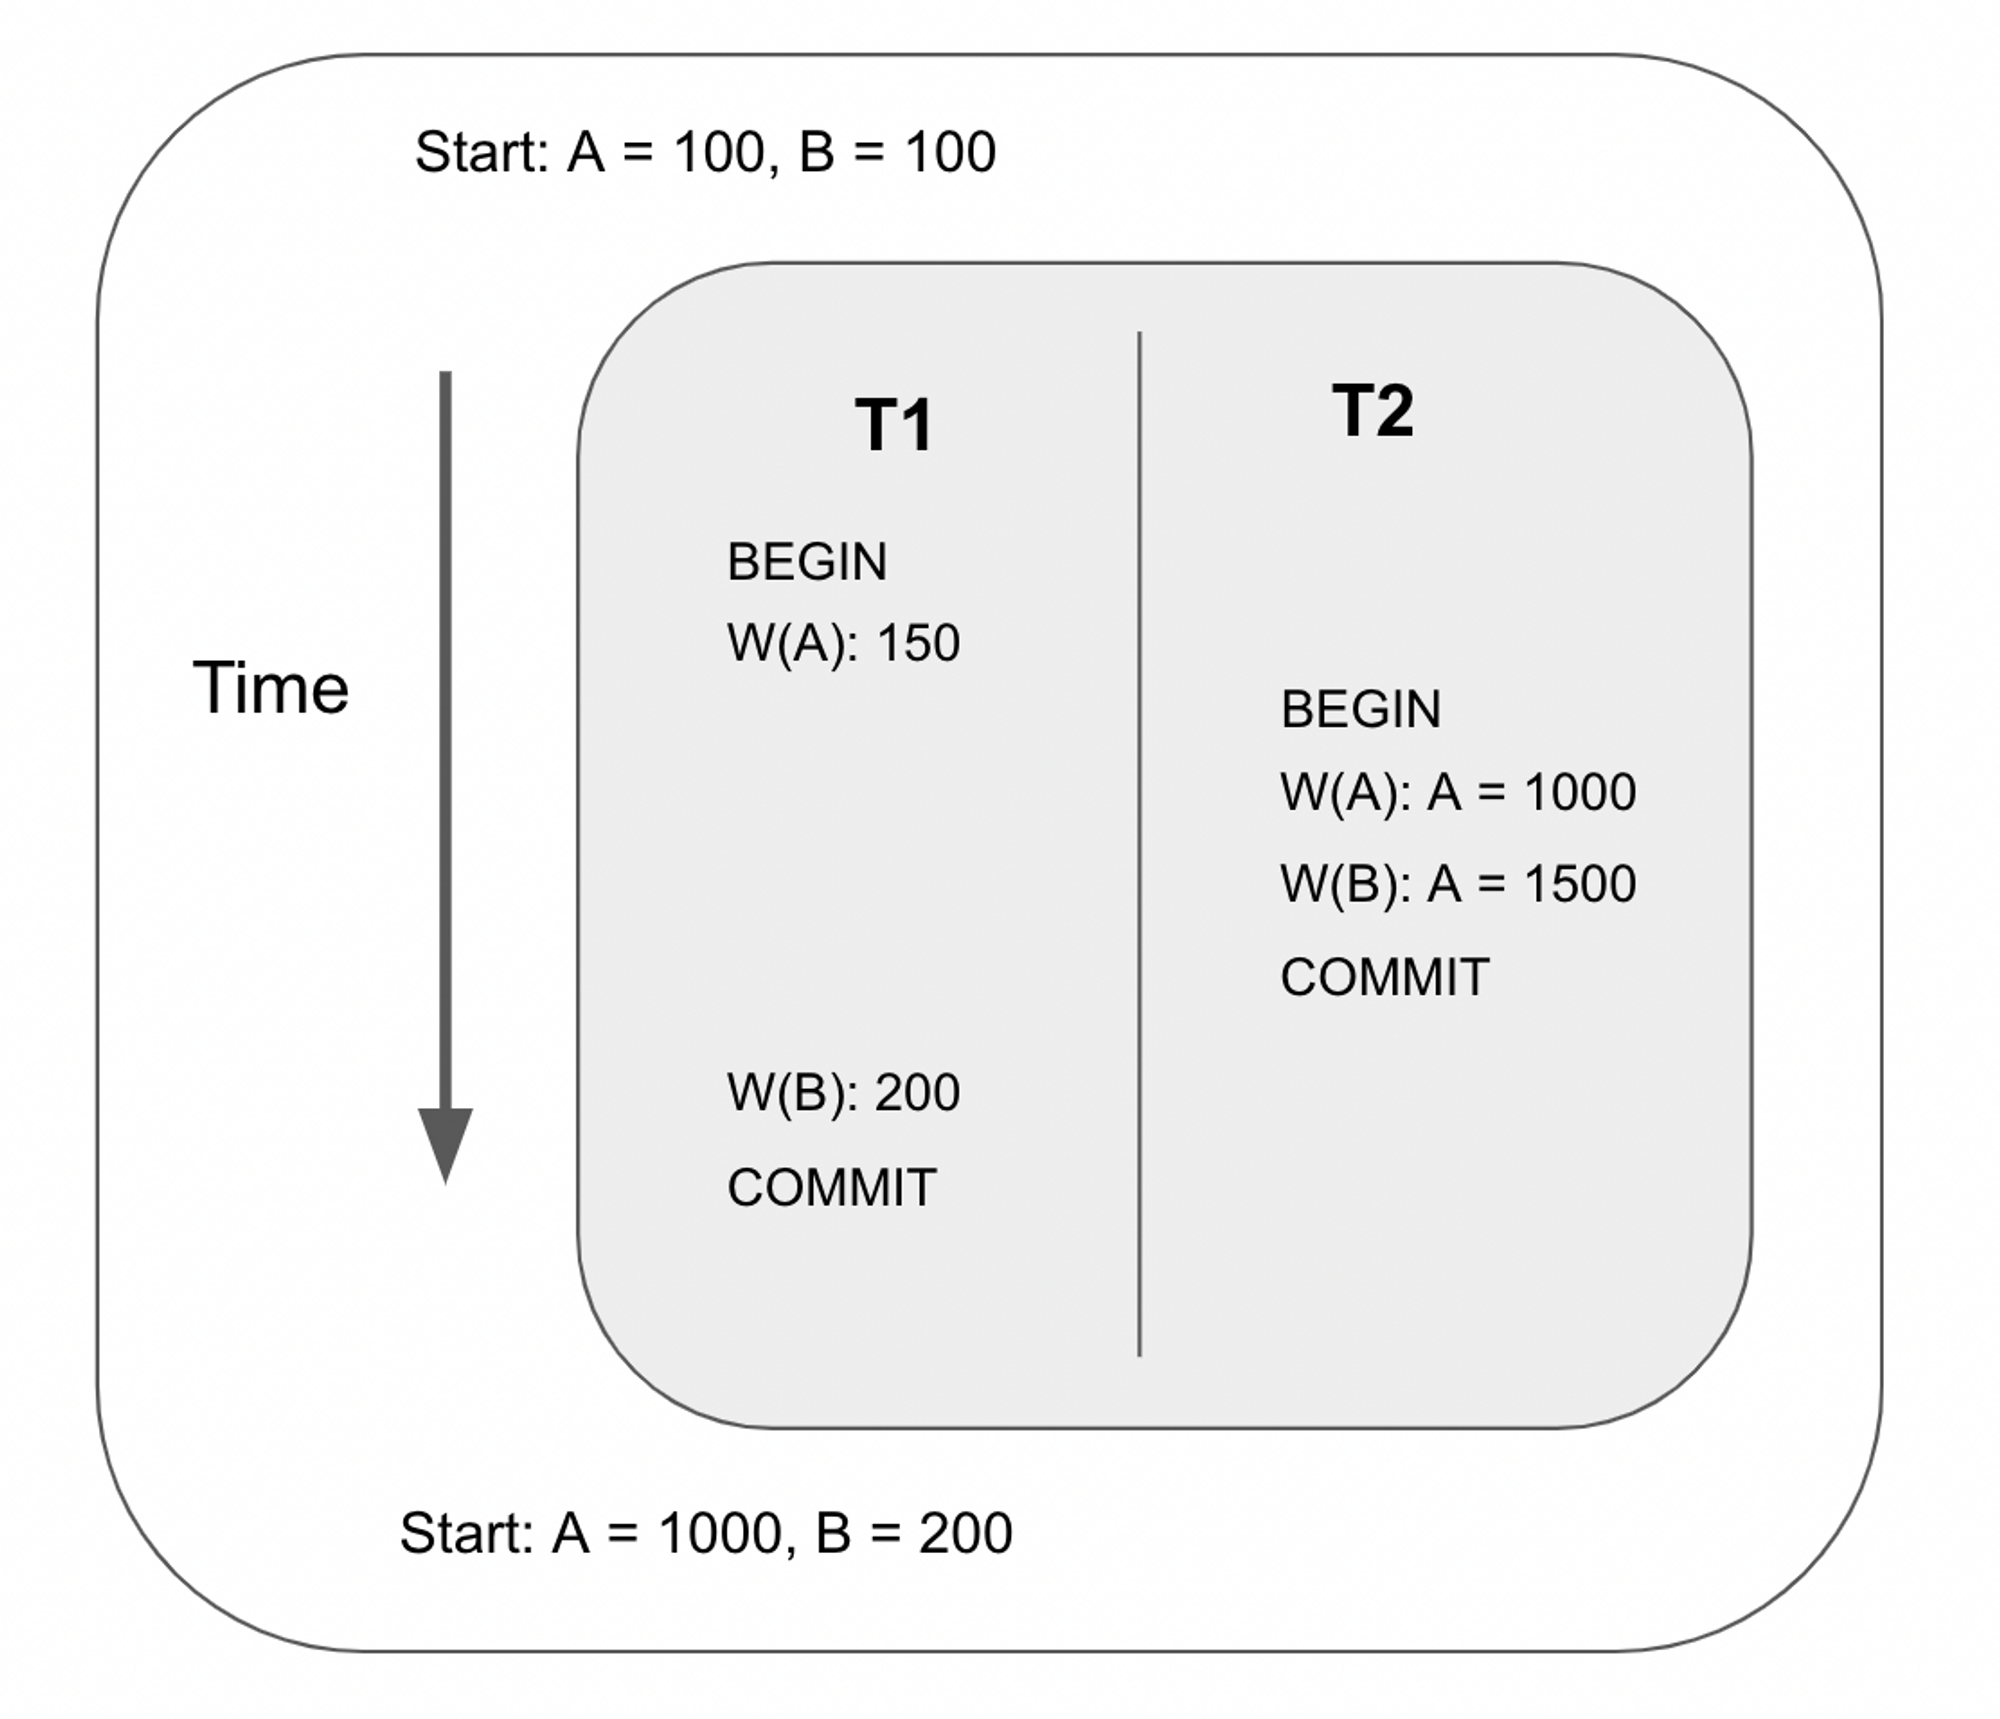 Start: A = 100, B = 100
T1
T2
BEGIN
W(A): 150
Time
BEGIN
W(A): A = 1000
W(B): A = 1500
COMMIT
W(B): 200
COMMIT
Start: A = 1000, B = 200